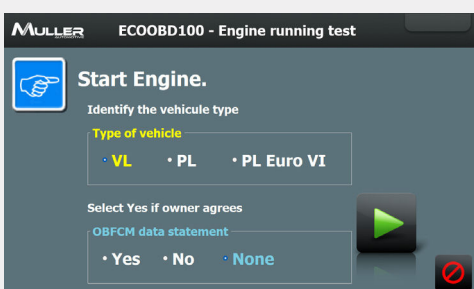 MULLER ECOOBD100 - Engine running test
AUTOMOTIVE
Start Engine.
Identify the vehicule type
Type of vehicle
VL PL PL Euro VI
Select Yes if owner agrees
OBFCM data statement
Yes No None